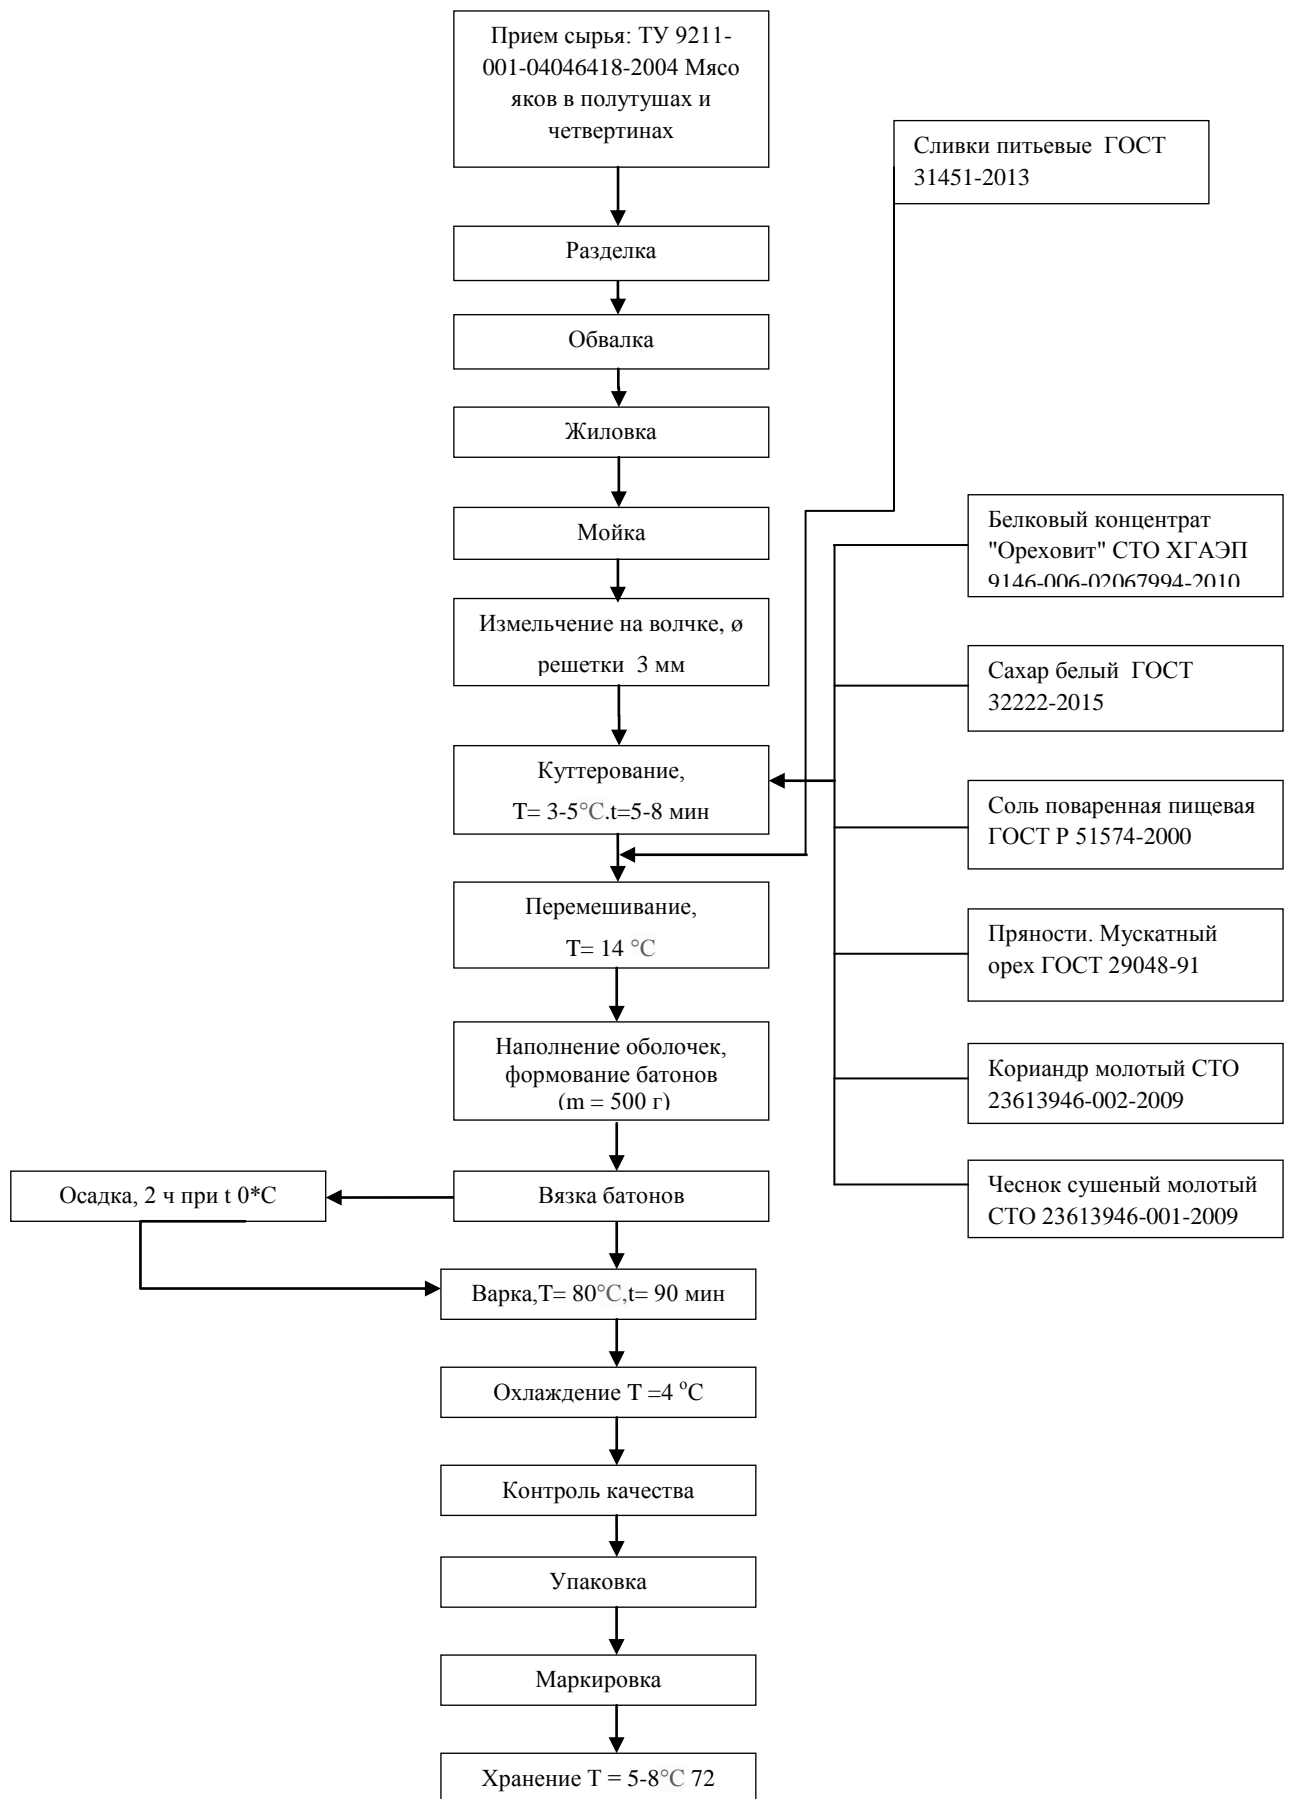 Прием сырья: ТУ 9211-
001-04046418-2004 Мясо
яков в полутушах и
четвертинах
Сливки питьевые  ГОСТ
31451-2013
Разделка
Обвалка
Жиловка
Мойка
Белковый концентрат
"Ореховит" СТО ХГАЭП
9146-006-02067994-2010
Измельчение на волчке, ø
решетки  3 мм
Сахар белый  ГОСТ
32222-2015
Куттерование,
Т= 3-5°С.t=5-8 мин
Соль поваренная пищевая
ГОСТ Р 51574-2000
Перемешивание,
Т= 14 °С
Пряности. Мускатный
орех ГОСТ 29048-91
Наполнение оболочек,
формование батонов
(m = 500 г)
Кориандр молотый СТО
23613946-002-2009
Чеснок сушеный молотый
СТО 23613946-001-2009
Осадка, 2 ч при t 0*С
Вязка батонов
Варка,Т= 80°С,t= 90 мин
Охлаждение Т =4 °С
Контроль качества
Упаковка
Маркировка
Хранение Т = 5-8°С 72